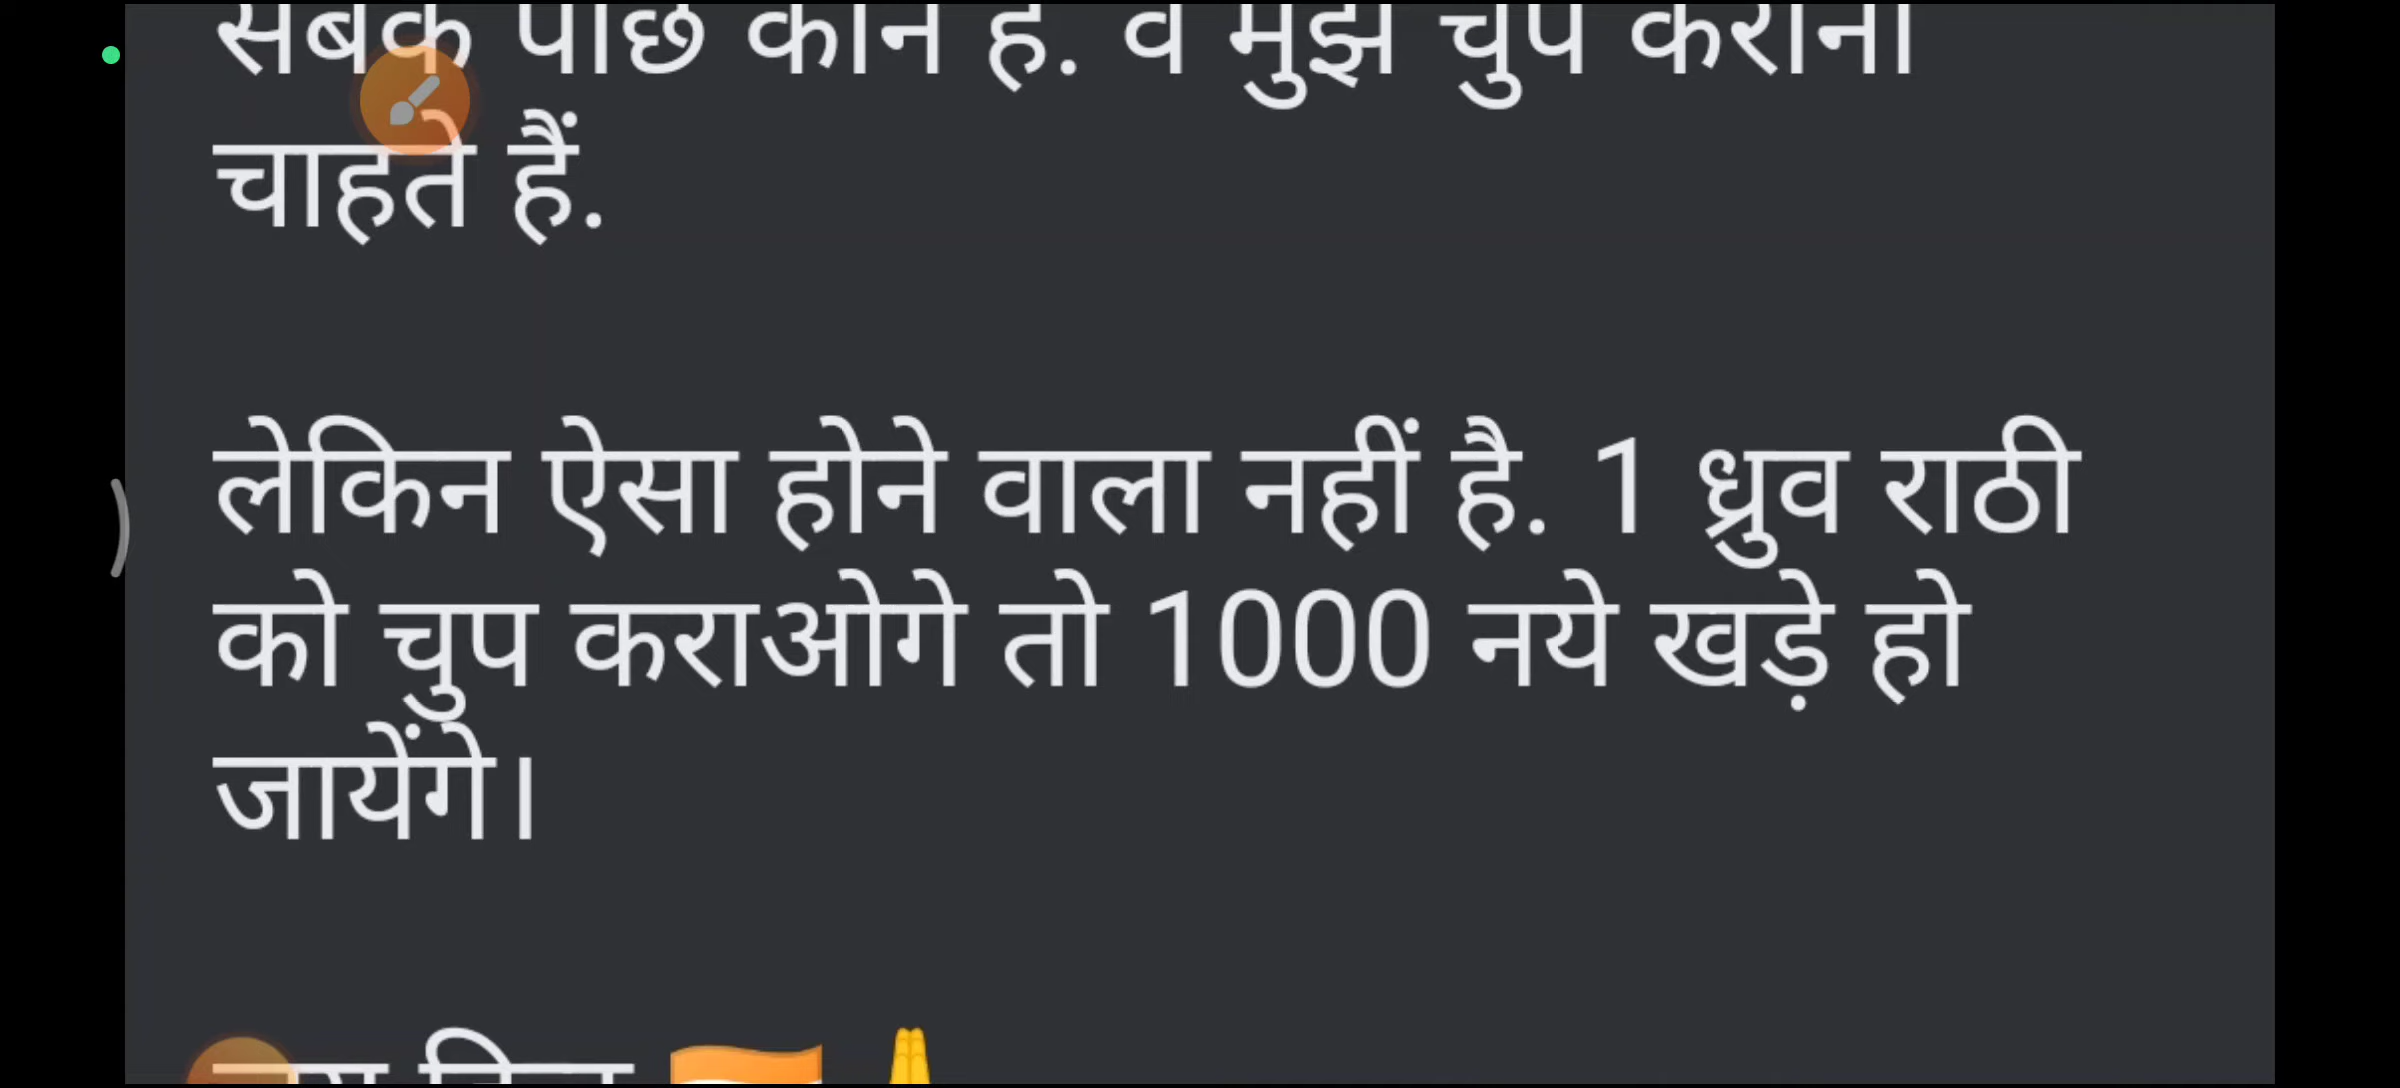 सबके पीछे कौन है. वे मुझे चुप कराना
चाहते हैं.
लेकिन ऐसा होने वाला नहीं है. 1 ध्रुव राठी
को चुप कराओगे तो 1000 नये खड़े हो
जायेंगे।